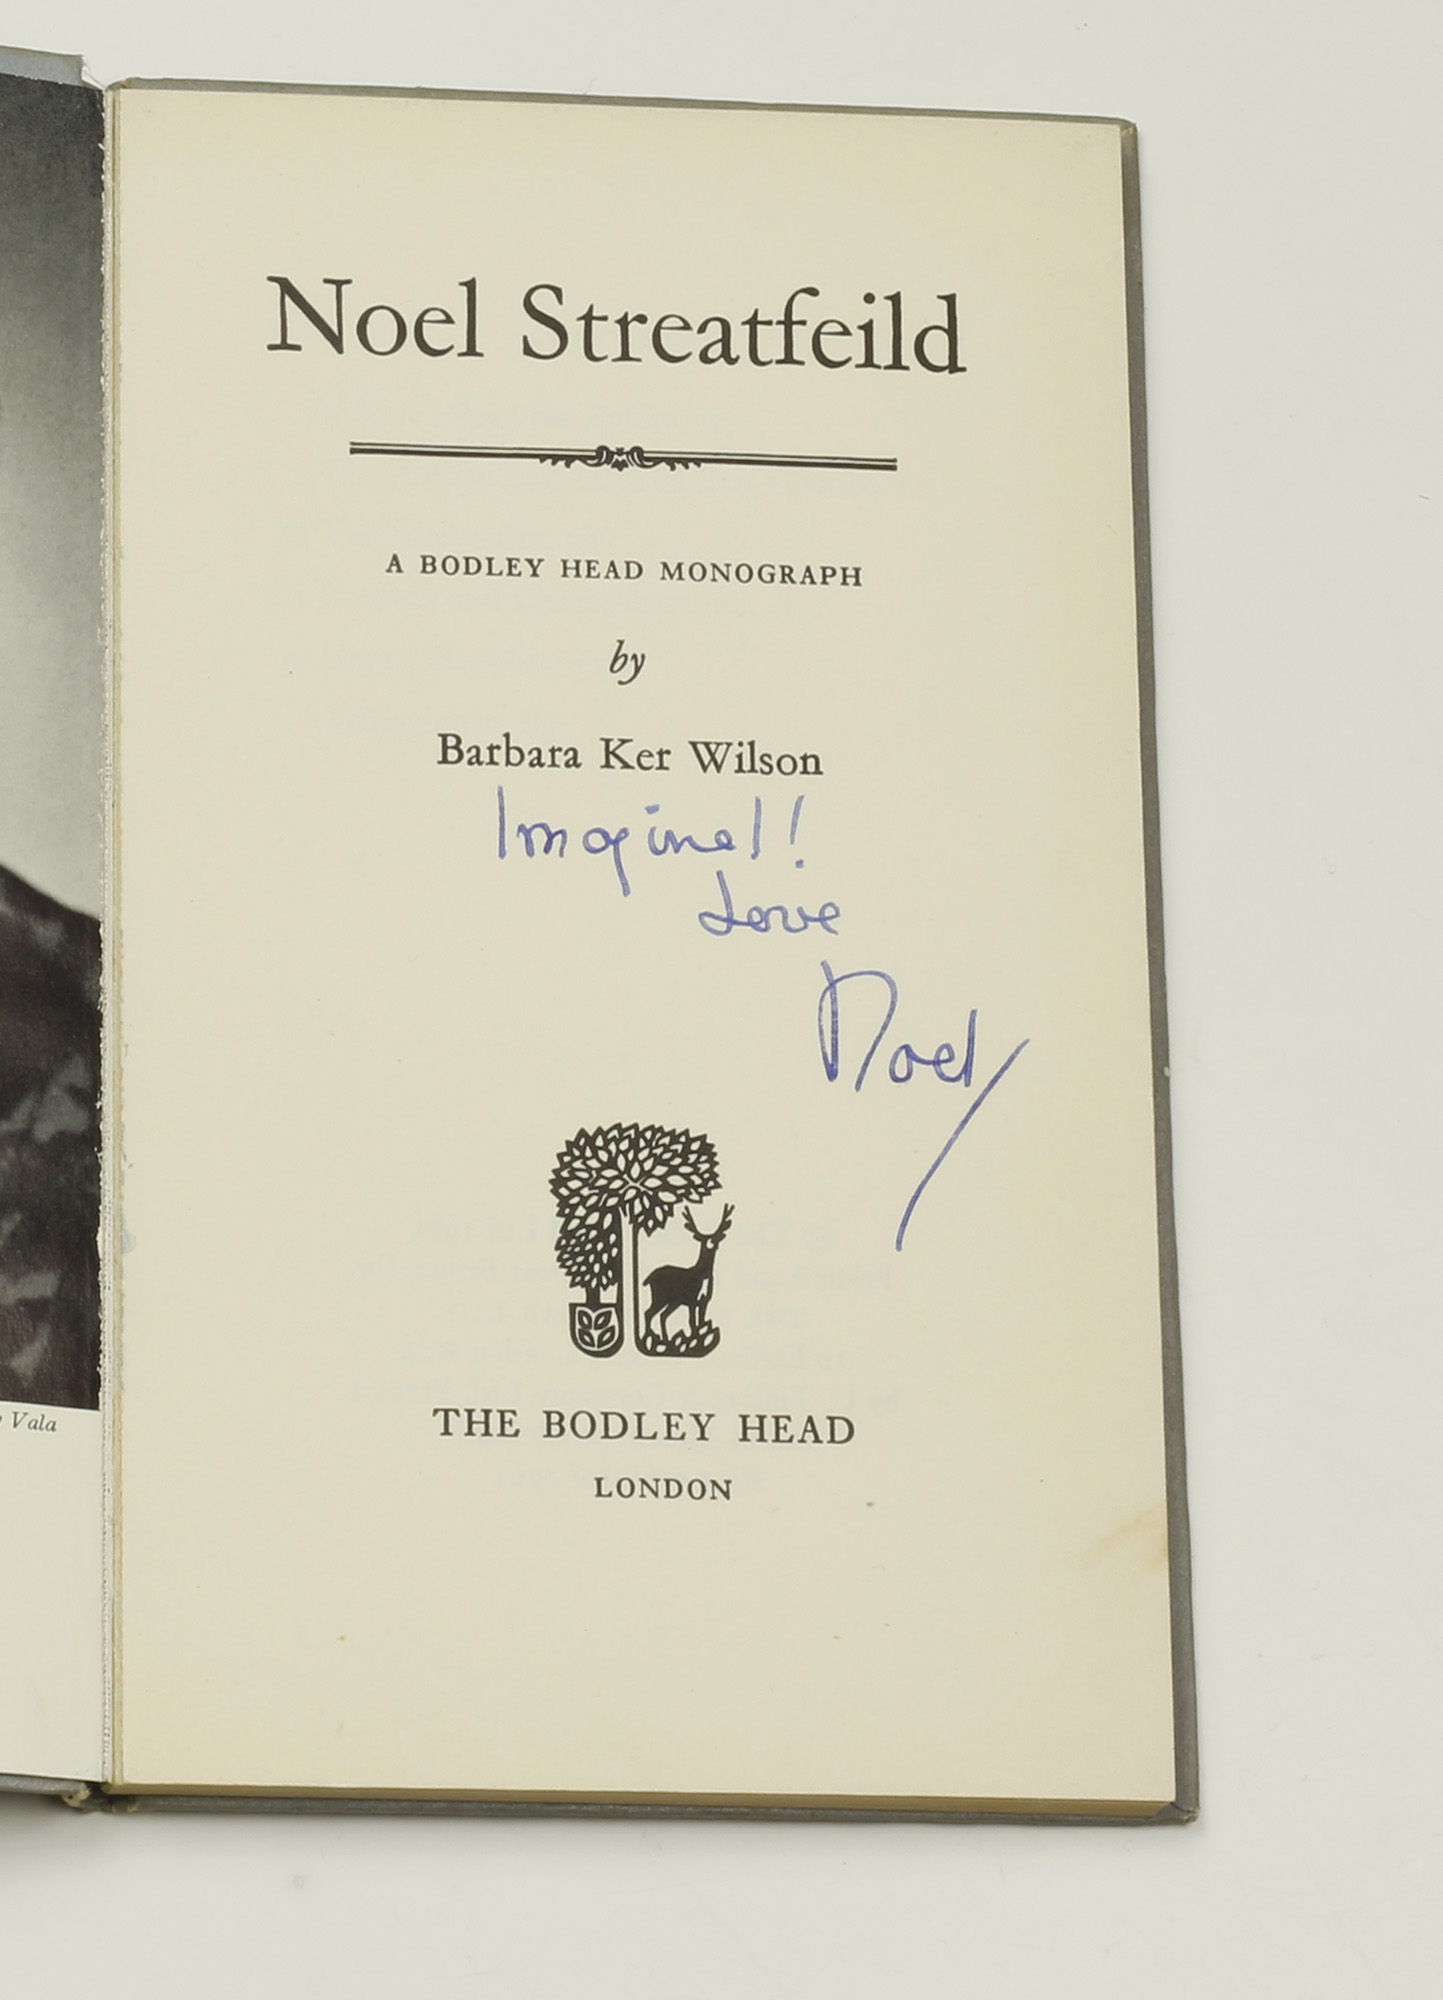 Noel Streatfeild
A BODLEY HEAD MONOGRAPH
by
Barbara Ker Wilson
Imagine!!
Love
Noel
THE BODLEY HEAD
LONDON
Vala